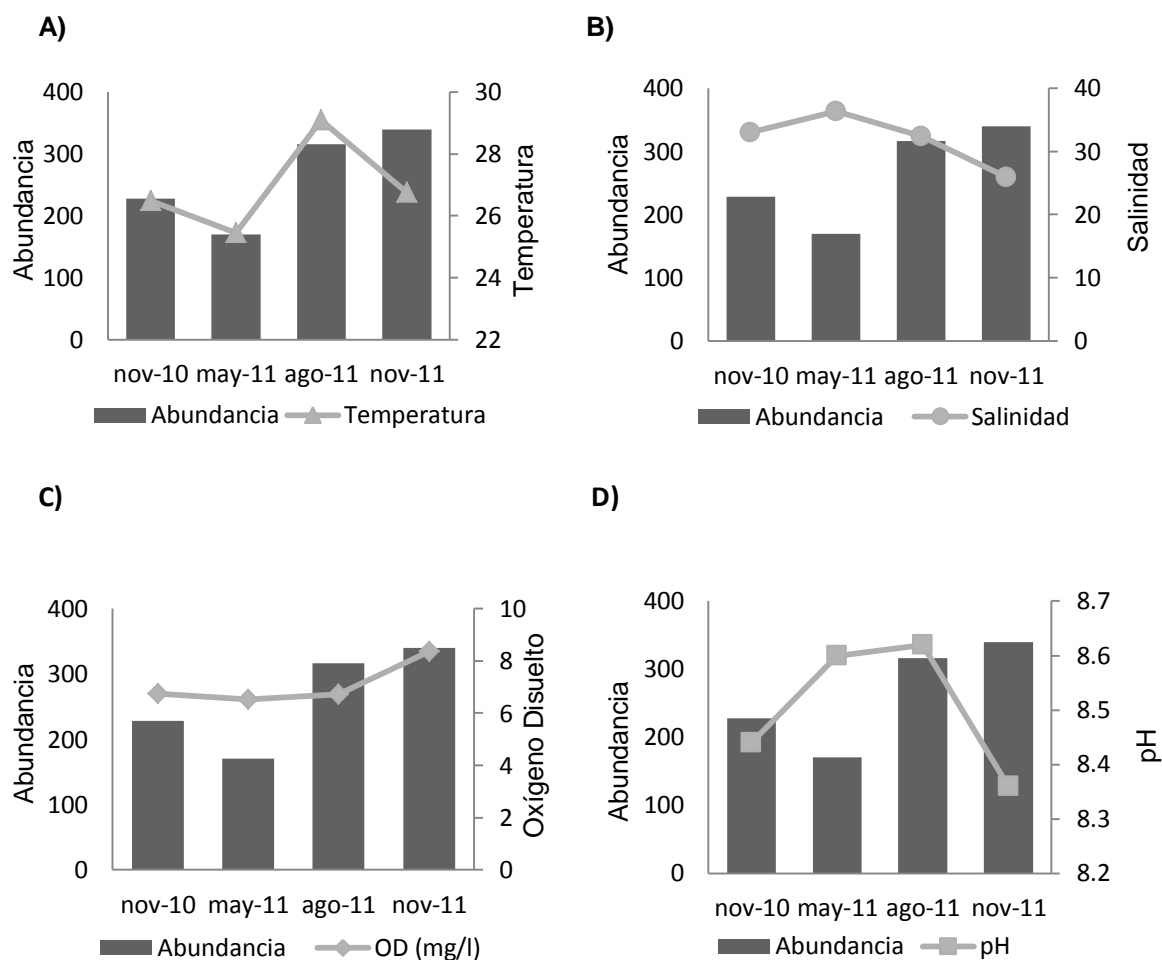 A)
400
300
200
100
0
Abundancia
30
28
26
24
22
Temperatura
nov-10 may-11 ago-11 nov-11
Abundancia Temperatura
B)
400
300
200
100
0
Abundancia
40
30
20
10
0
Salinidad
nov-10 may-11 ago-11 nov-11
Abundancia Salinidad
C)
400
300
200
100
0
Abundancia
10
8
6
4
2
0
Oxígeno Disuelto
nov-10 may-11 ago-11 nov-11
Abundancia OD (mg/l)
D)
400
300
200
100
0
Abundancia
8.7
8.6
8.5
8.4
8.3
8.2
pH
nov-10 may-11 ago-11 nov-11
Abundancia pH